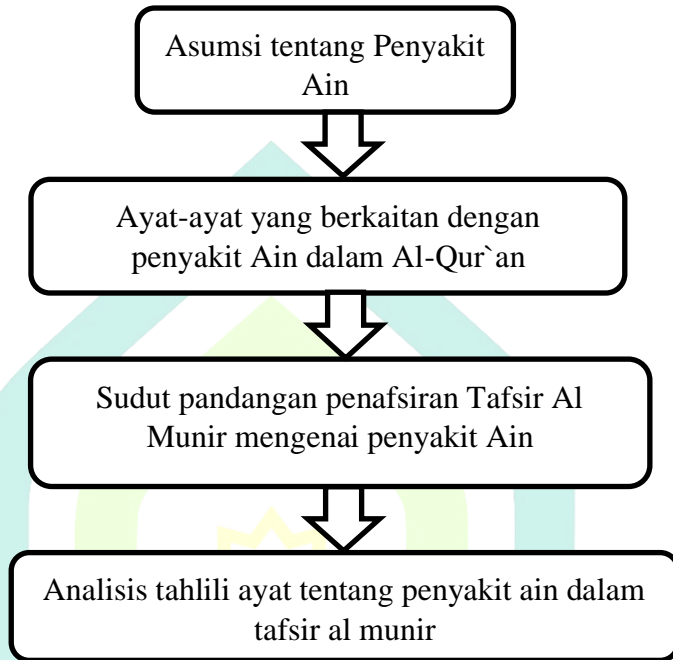 Asumsi tentang Penyakit
Ain
Ayat-ayat yang berkaitan dengan
penyakit Ain dalam Al-Qur`an
Sudut pandangan penafsiran Tafsir Al
Munir mengenai penyakit Ain
Analisis tahlili ayat tentang penyakit ain dalam
tafsir al munir